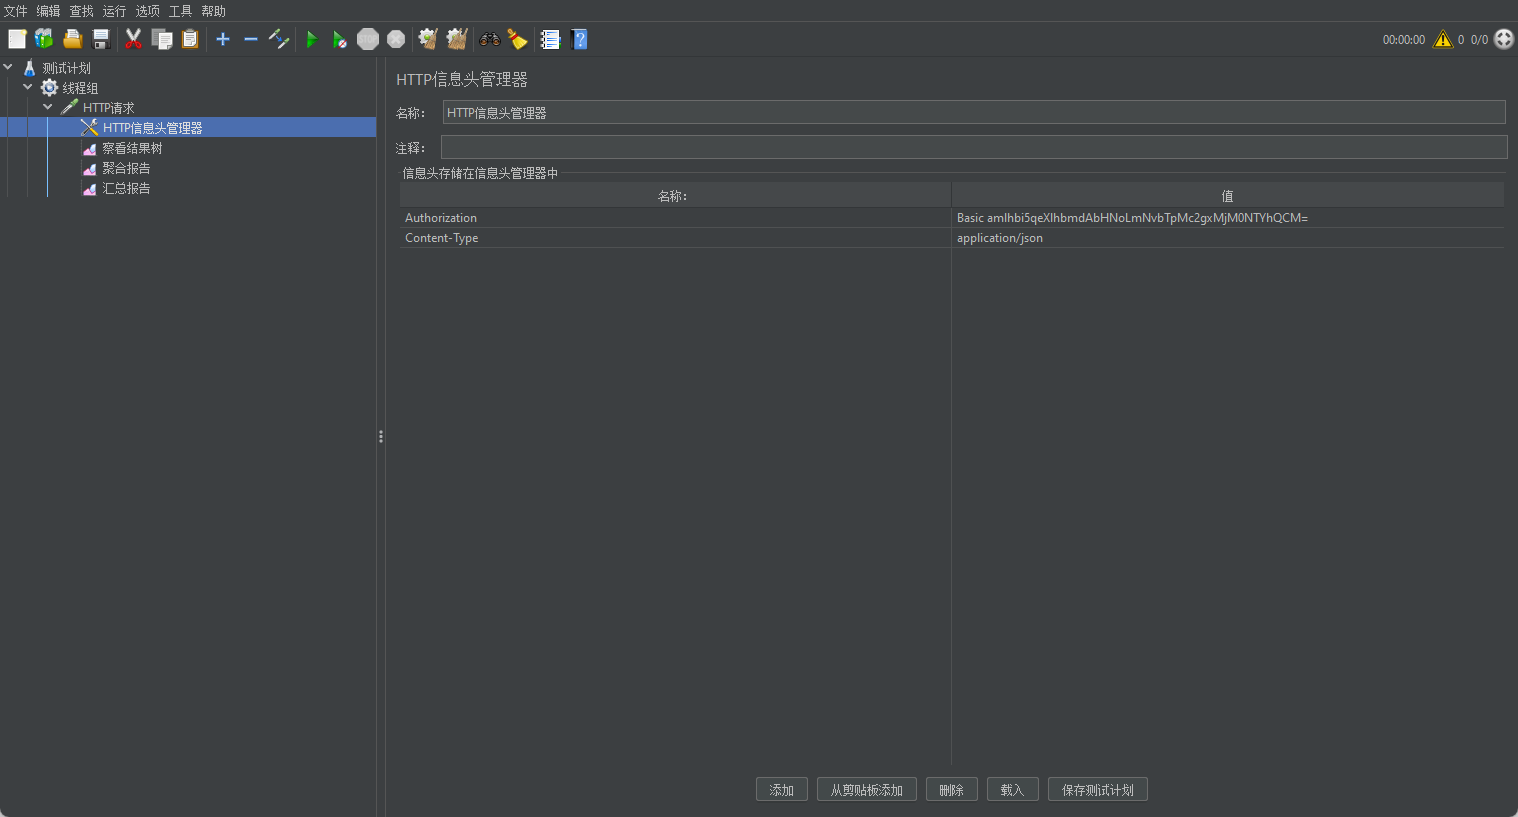 文件 编辑 查找 运行 选项 工具 帮助
00:00:00 0 0/0
测试计划
线程组
HTTP请求
HTTP信息头管理器
察看结果树
聚合报告
汇总报告
HTTP信息头管理器
名称： HTTP信息头管理器
注释：
信息头存储在信息头管理器中
名称： 值
Authorization Basic amlhbi5qeXlhbmdAbHNoLmNvbTpMc2gxMjM0NTYhQCM=
Content-Type application/json
添加 从剪贴板添加 删除 载入 保存测试计划